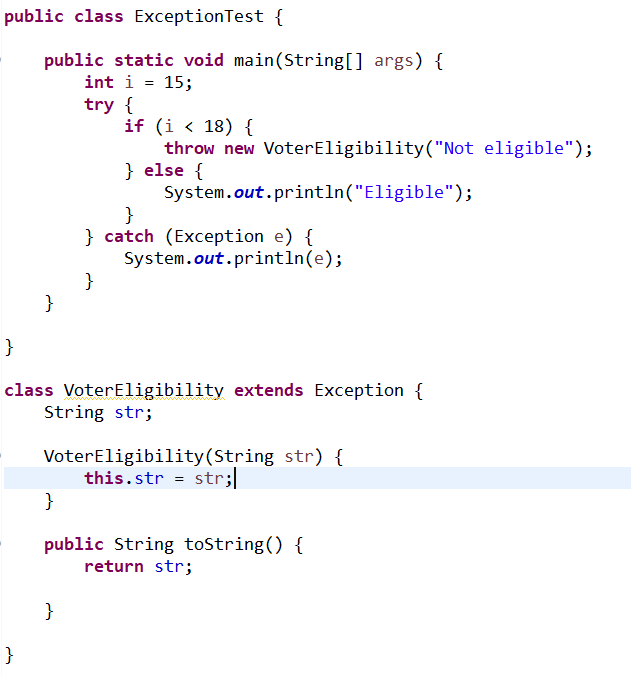 public class ExceptionTest {
public static void main(String[] args) {
int i = 15;
try {
if (i < 18) {
throw new VoterEligibility("Not eligible");
} else {
System.out.println("Eligible");
}
} catch (Exception e) {
System.out.println(e);
}
}
}
class VoterEligibility extends Exception {
String str;
VoterEligibility(String str) {
this.str = str;
}
public String toString() {
return str;
}
}